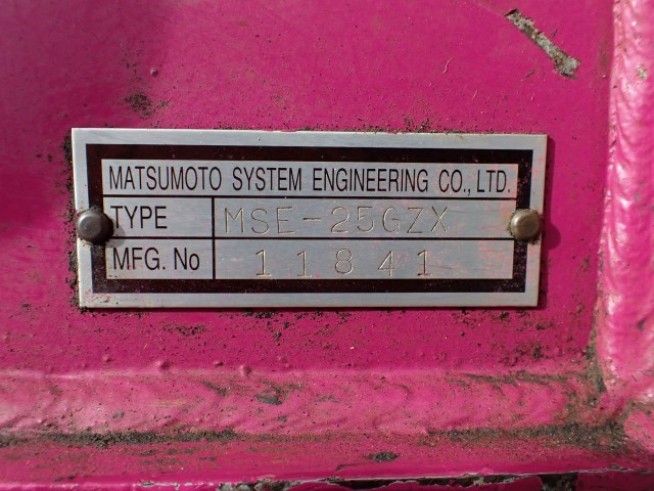 MATSUMOTO SYSTEM ENGINEERING CO., LTD.
TYPE MSE-25GZX
MFG. No 11841